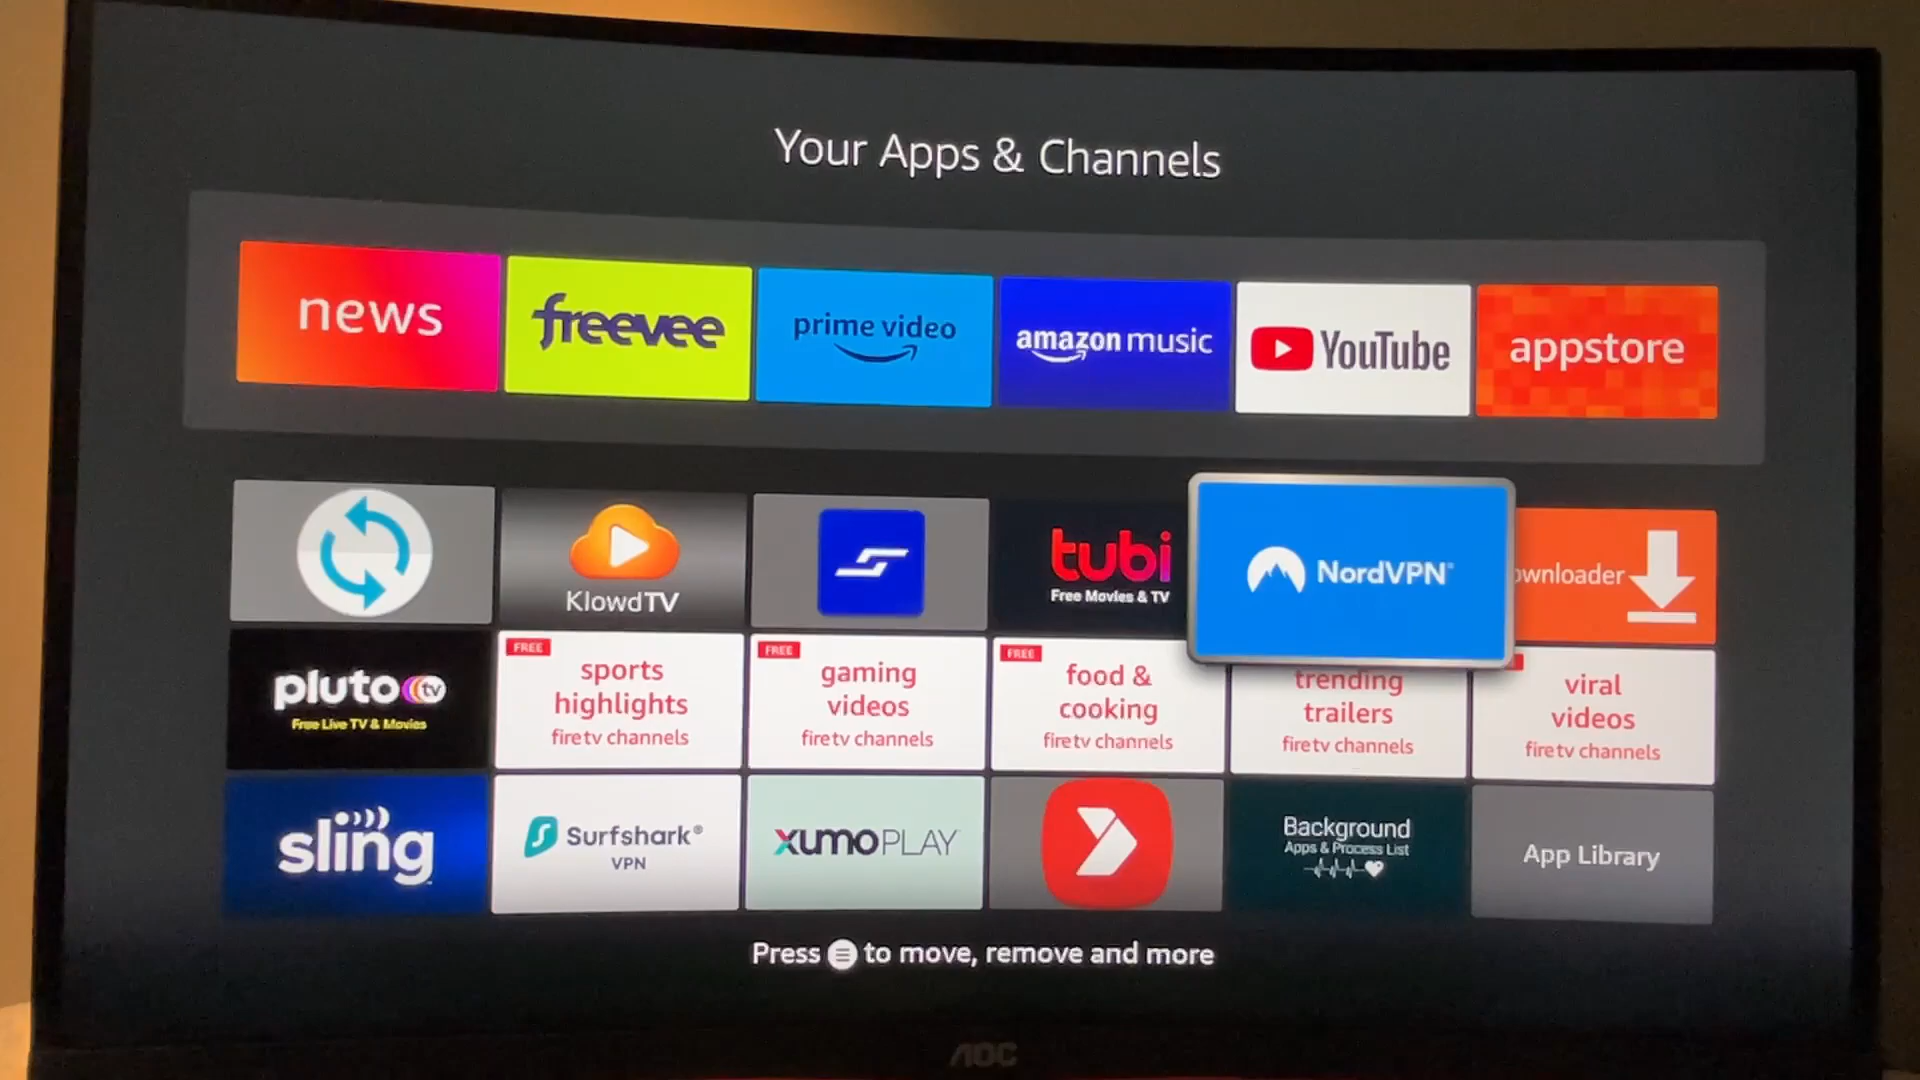 Your Apps & Channels
news
freevee
prime video
amazon music
YouTube
appstore
KlowdTV
tubi
Free Movies & TV
NordVPN®
ownloader
pluto tv
Free Live TV & Movies
FREE
sports
highlights
firetv channels
FREE
gaming
videos
firetv channels
FREE
food &
cooking
firetv channels
trending
trailers
firetv channels
viral
videos
firetv channels
sling
Surfshark®
VPN
xumo PLAY
Background
Apps & Process List
App Library
Press to move, remove and more
AOC